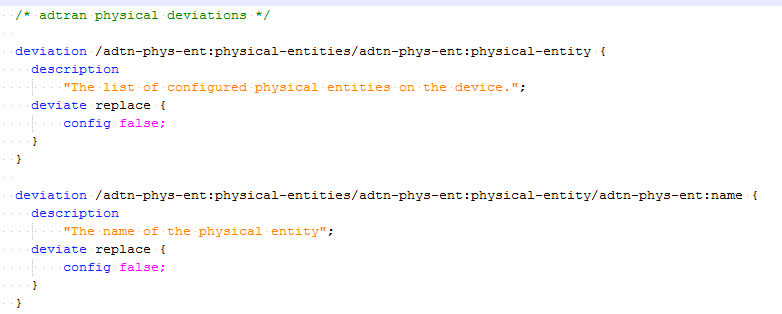 /* adtran physical deviations */
deviation /adtn-phys-ent:physical-entities/adtn-phys-ent:physical-entity {
description
"The list of configured physical entities on the device.";
deviate replace {
config false;
}
}
deviation /adtn-phys-ent:physical-entities/adtn-phys-ent:physical-entity/adtn-phys-ent:name {
description
"The name of the physical entity";
deviate replace {
config false;
}
}